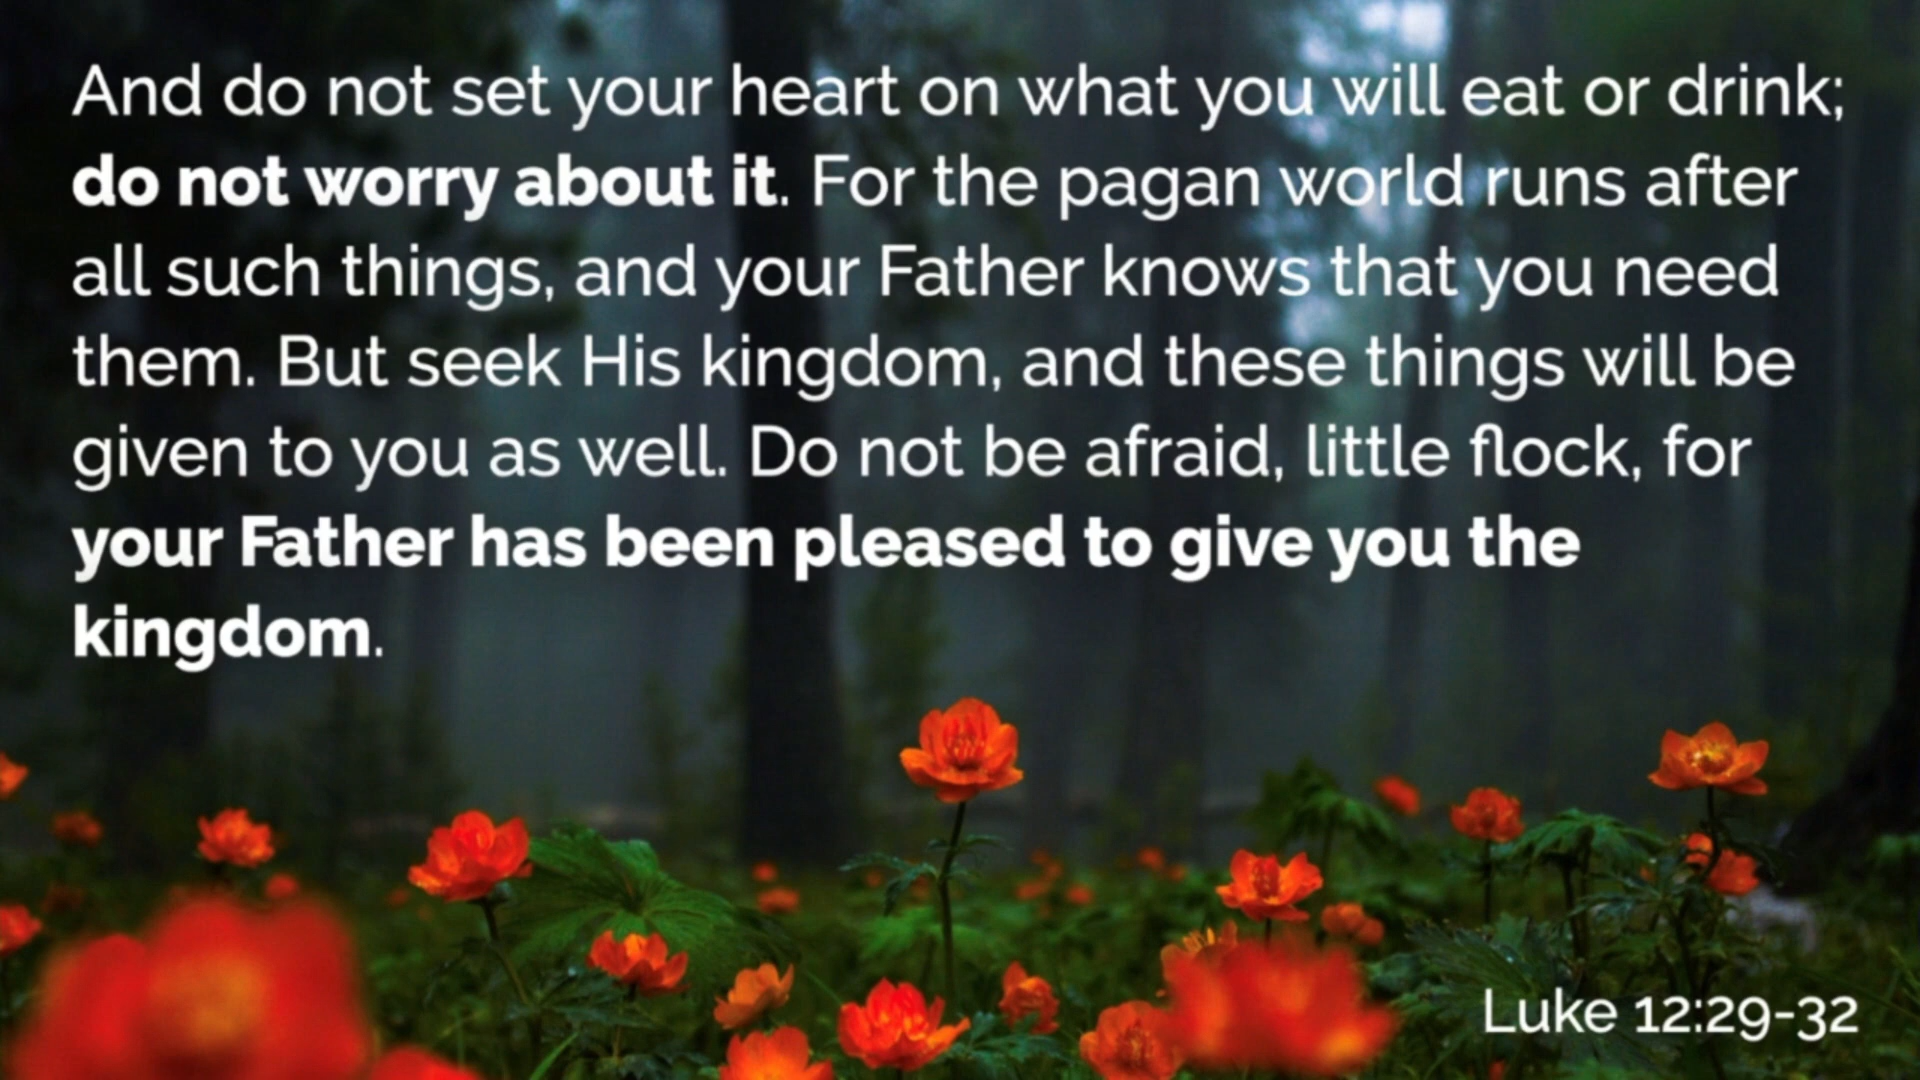 And do not set your heart on what you will eat or drink;
do not worry about it. For the pagan world runs after
all such things, and your Father knows that you need
them. But seek His kingdom, and these things will be
given to you as well. Do not be afraid, little flock, for
your Father has been pleased to give you the
kingdom.
Luke 12:29-32